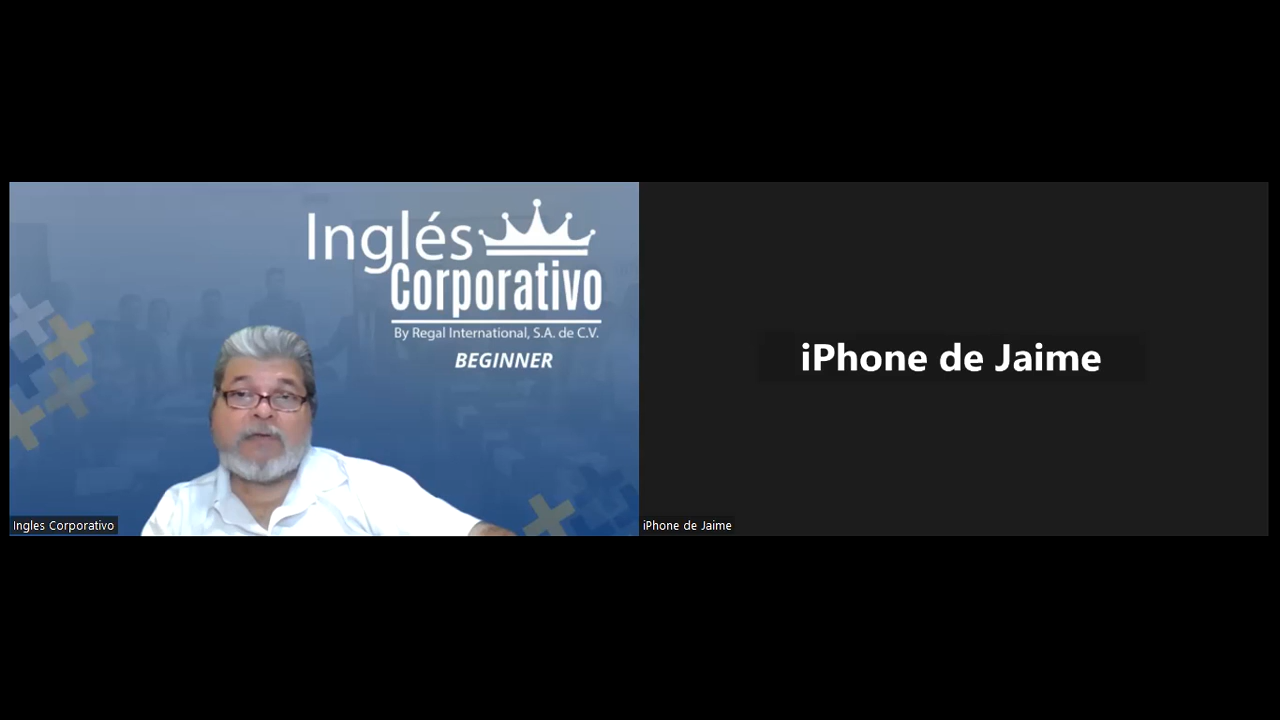 Inglés
Corporativo
By Regal International, S.A. de C.V.
BEGINNER
Ingles Corporativo
iPhone de Jaime
iPhone de Jaime